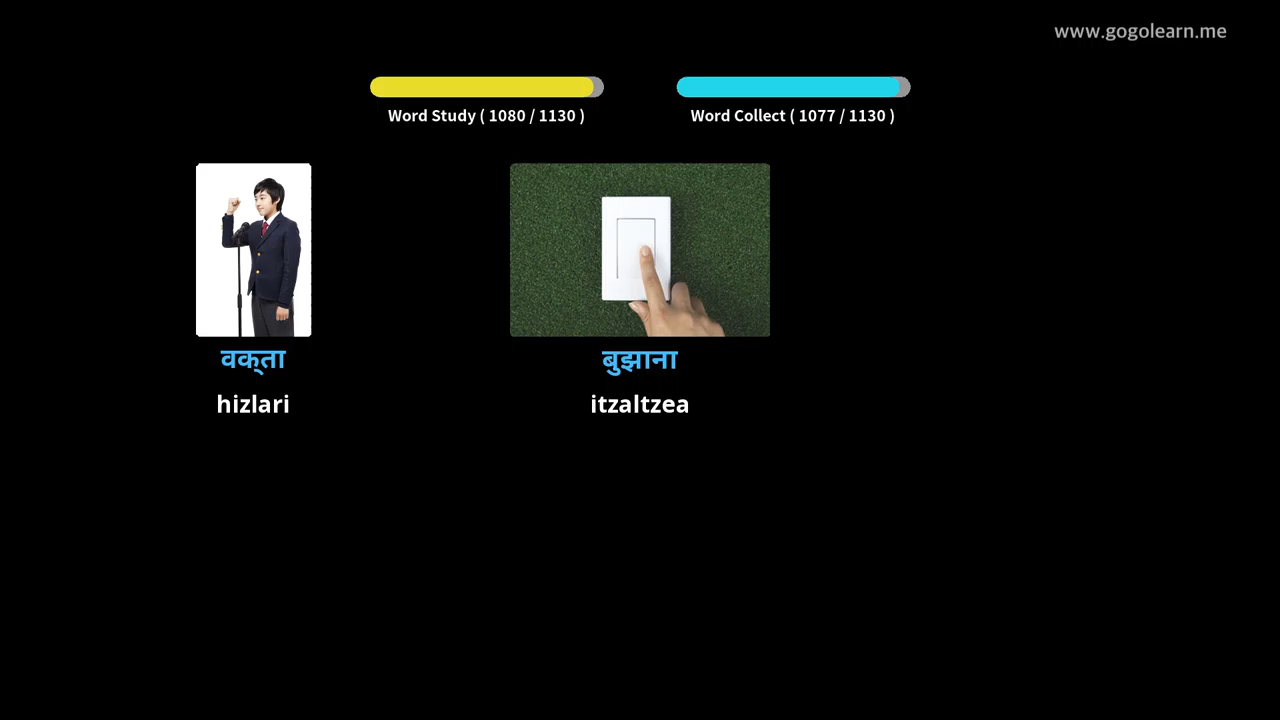 www.gogolearn.me
Word Study ( 1080 / 1130 )
Word Collect ( 1077 / 1130 )
वक्‌ता
बुझाना
hizlari
itzaltzea